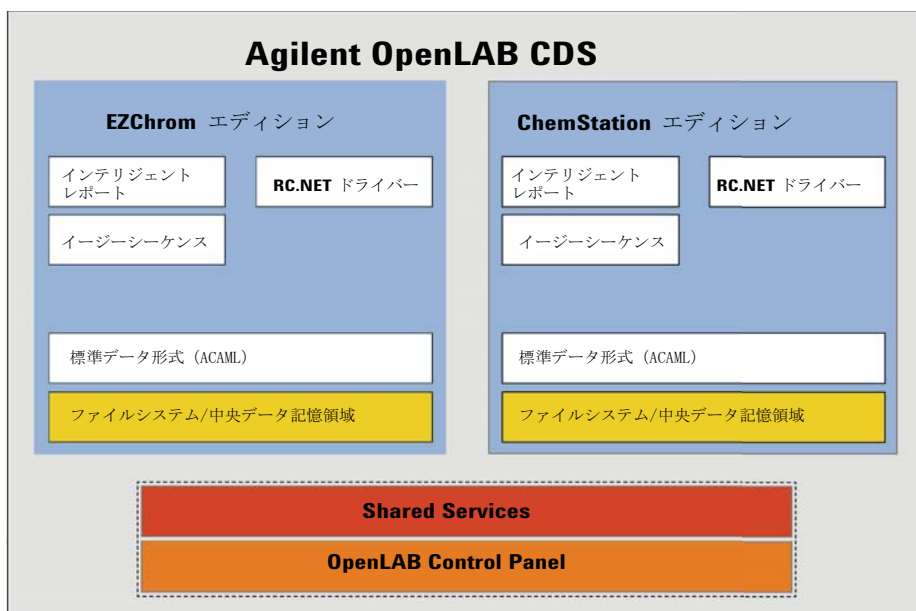 Agilent OpenLAB CDS
EZChrom エディション
インテリジェント
レポート
RC.NET ドライバー
イージーシーケンス
標準データ形式 (ACAML)
ファイルシステム/中央データ記憶領域
ChemStation エディション
インテリジェント
レポート
RC.NET ドライバー
イージーシーケンス
標準データ形式 (ACAML)
ファイルシステム/中央データ記憶領域
Shared Services
OpenLAB Control Panel